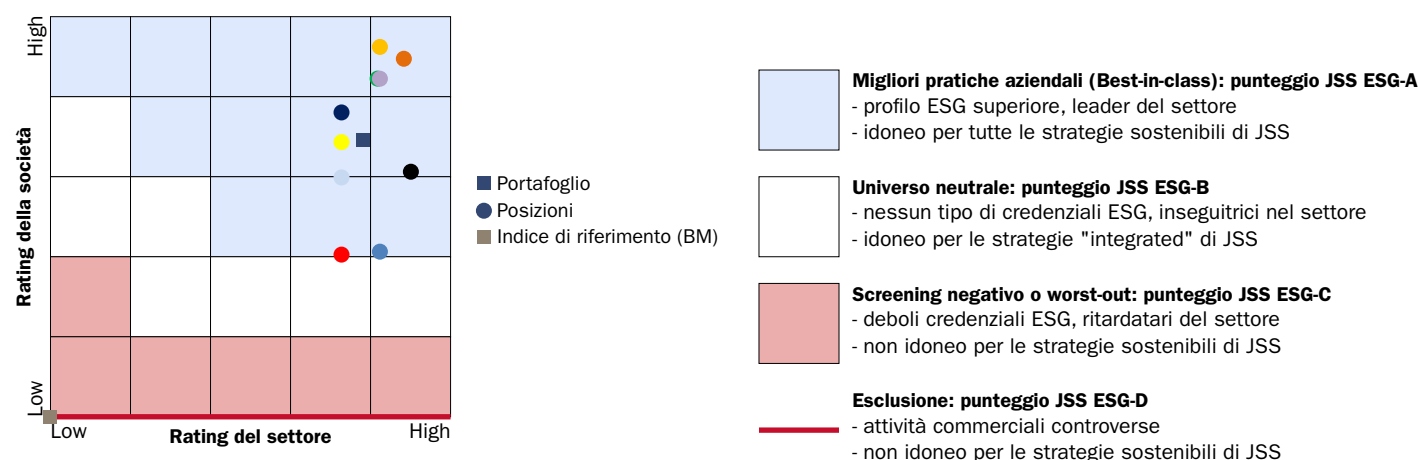 High
Rating della società
Low
Low
Rating del settore
High
Portafoglio
Posizioni
Indice di riferimento (BM)
Migliori pratiche aziendali (Best-in-class): punteggio JSS ESG-A
- profilo ESG superiore, leader del settore
- idoneo per tutte le strategie sostenibili di JSS
Universo neutrale: punteggio JSS ESG-B
- nessun tipo di credenziali ESG, inseguitrici nel settore
- idoneo per le strategie "integrated" di JSS
Screening negativo o worst-out: punteggio JSS ESG-C
- deboli credenziali ESG, ritardatari del settore
- non idoneo per le strategie sostenibili di JSS
Esclusione: punteggio JSS ESG-D
- attività commerciali controverse
- non idoneo per le strategie sostenibili di JSS